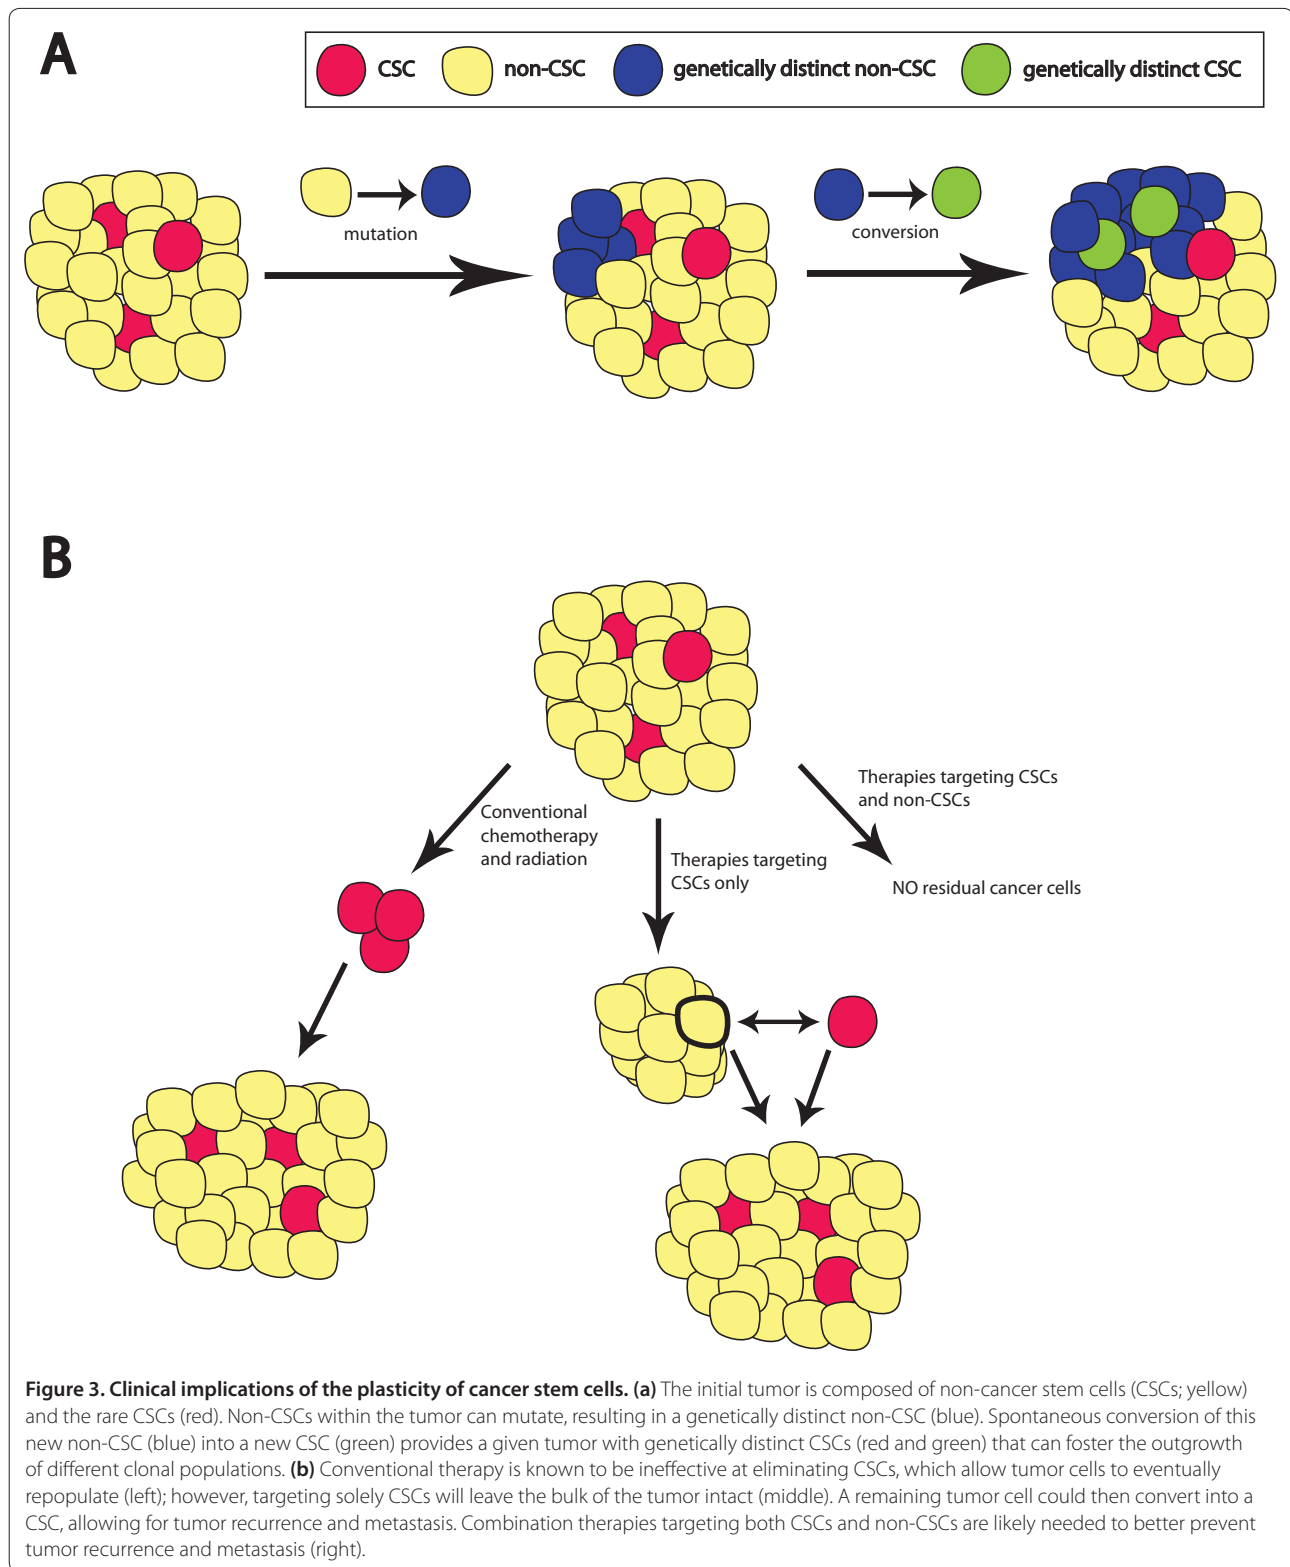 A
CSC
non-CSC
genetically distinct non-CSC
genetically distinct CSC
mutation
conversion
B
Conventional
chemotherapy
and radiation
Therapies targeting
CSCs only
Therapies targeting CSCs
and non-CSCs
NO residual cancer cells
Figure 3. Clinical implications of the plasticity of cancer stem cells. (a) The initial tumor is composed of non-cancer stem cells (CSCs; yellow)
and the rare CSCs (red). Non-CSCs within the tumor can mutate, resulting in a genetically distinct non-CSC (blue). Spontaneous conversion of this
new non-CSC (blue) into a new CSC (green) provides a given tumor with genetically distinct CSCs (red and green) that can foster the outgrowth
of different clonal populations. (b) Conventional therapy is known to be ineffective at eliminating CSCs, which allow tumor cells to eventually
repopulate (left); however, targeting solely CSCs will leave the bulk of the tumor intact (middle). A remaining tumor cell could then convert into a
CSC, allowing for tumor recurrence and metastasis. Combination therapies targeting both CSCs and non-CSCs are likely needed to better prevent
tumor recurrence and metastasis (right).